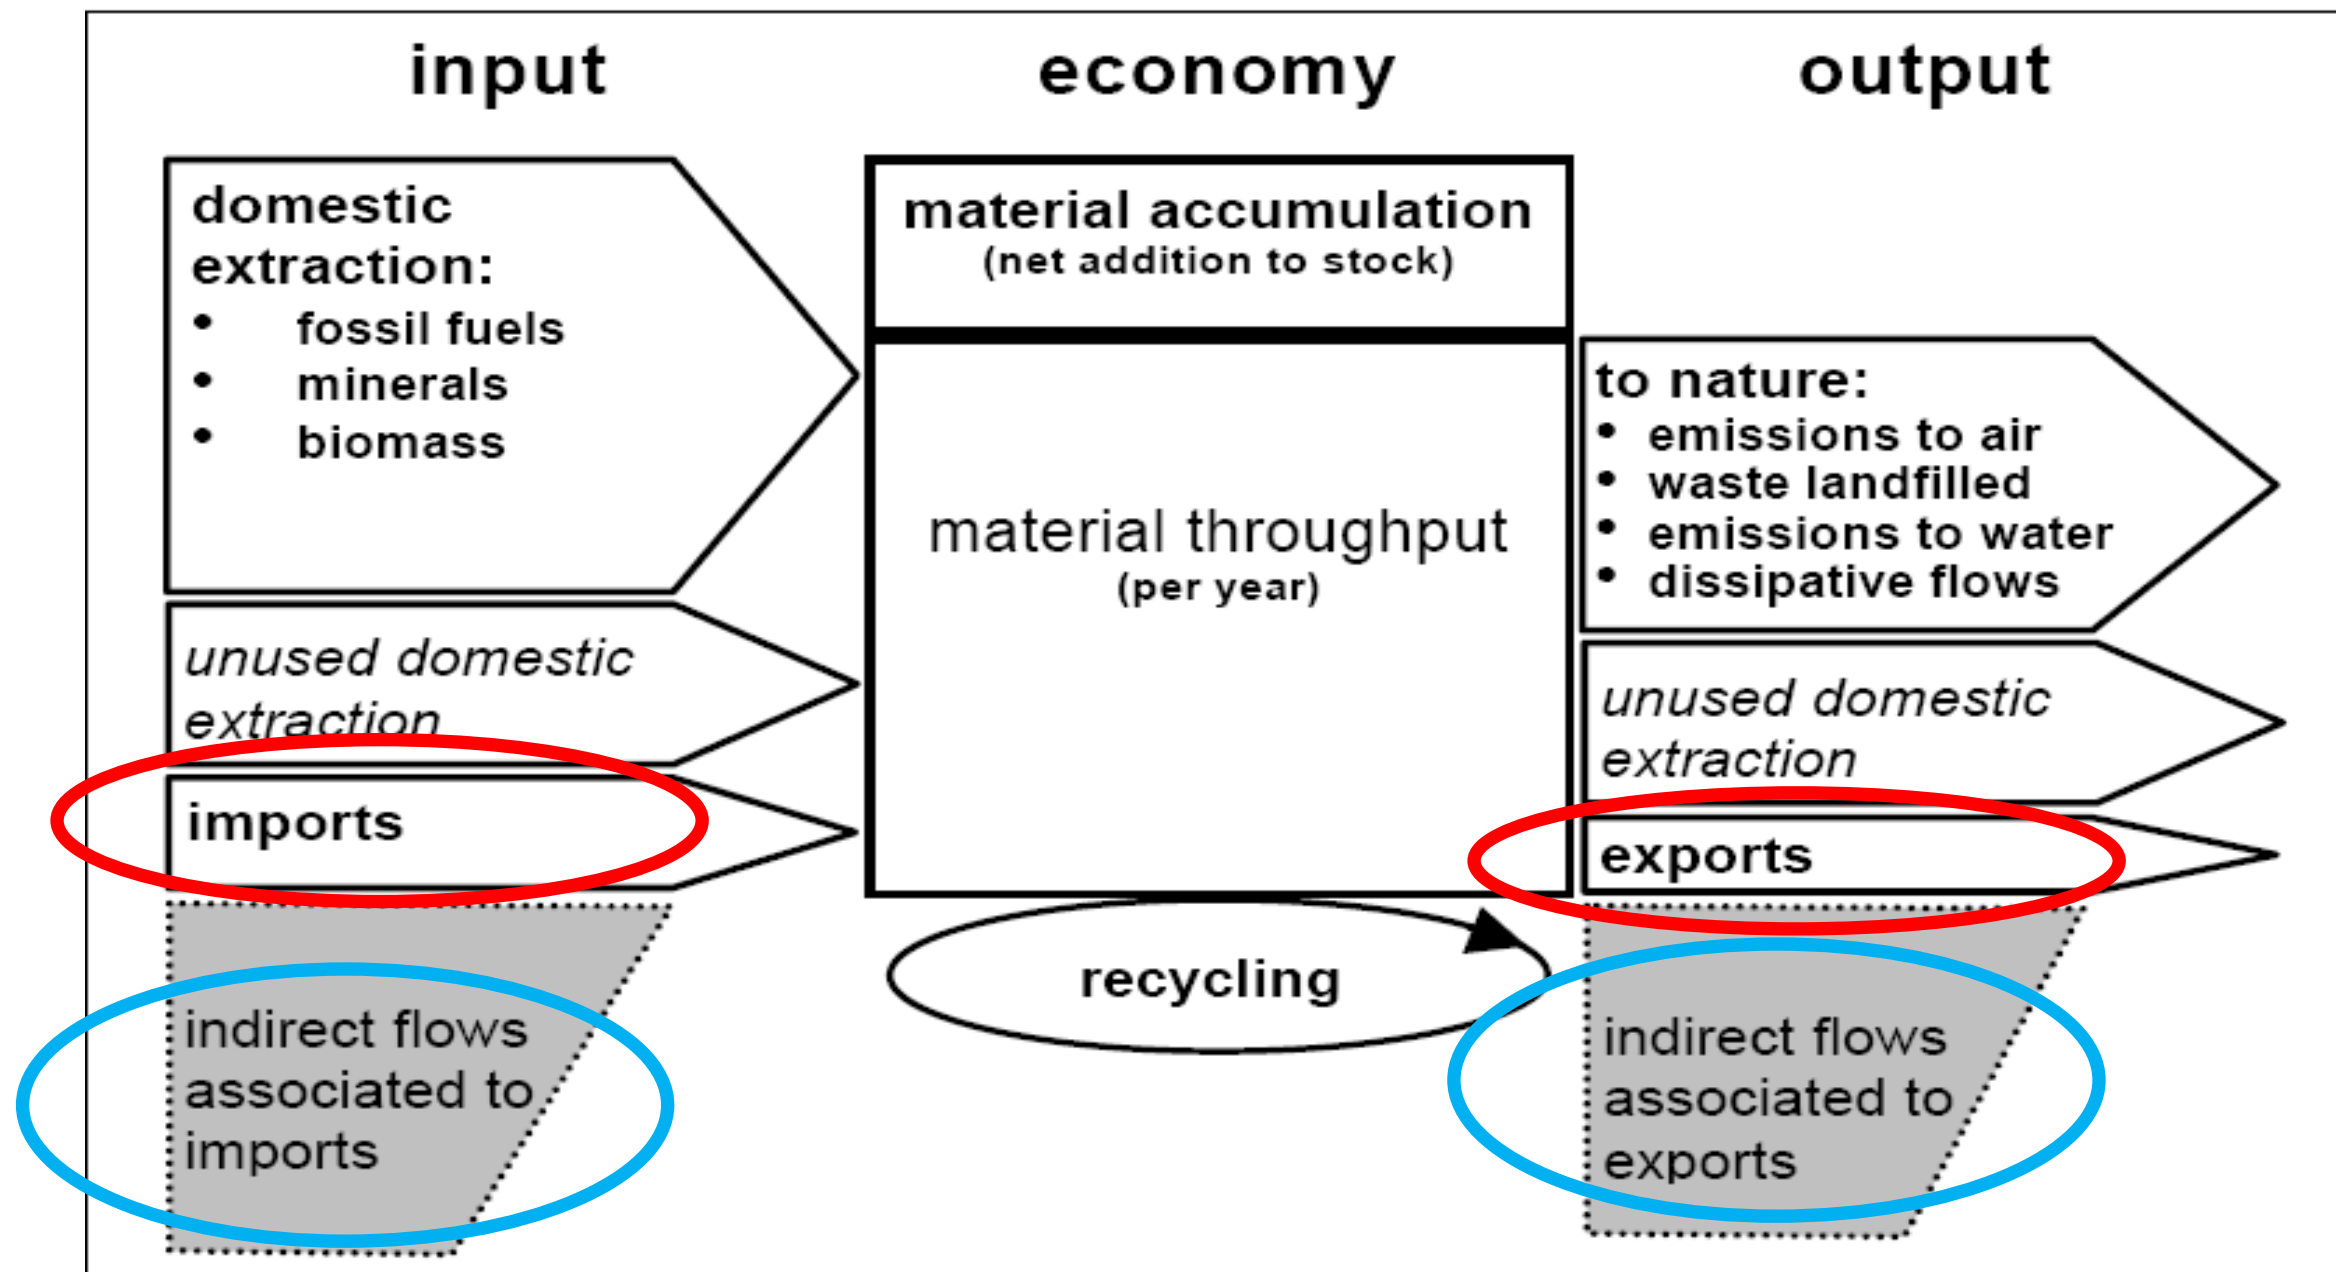 input
economy
output
domestic
extraction:
• fossil fuels
• minerals
• biomass
unused domestic
extraction
imports
indirect flows
associated to
imports
material accumulation
(net addition to stock)
material throughput
(per year)
recycling
to nature:
• emissions to air
• waste landfilled
• emissions to water
• dissipative flows
unused domestic
extraction
exports
indirect flows
associated to
exports